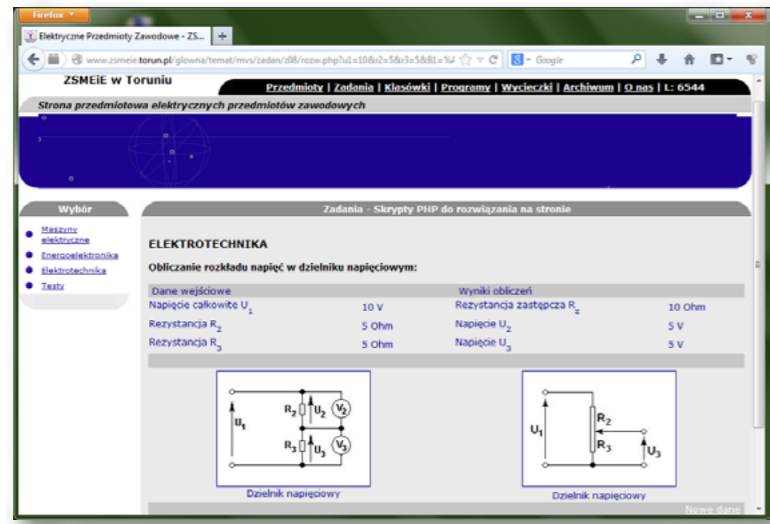 Firefox
Elektryczne Przedmioty Zawodowe - ZS...
www.zsmeie.torun.pl/glowna/temat/mvs/zadan/z08/rozw.php?u1=10&r2=5&r3=5&81=%
Google
ZSMEiE w Toruniu
Przedmioty | Zadania | Klasówki | Programy | Wycieczki | Archiwum | O nas | L: 6544
Strona przedmiotowa elektrycznych przedmiotów zawodowych
Wybór
Maszyny elektryczne
Energoelektronika
Elektrotechnika
Testy
Zadania - Skrypty PHP do rozwiązania na stronie
ELEKTROTECHNIKA
Obliczanie rozkładu napięć w dzielniku napięciowym:
Dane wejściowe Wyniki obliczeń
Napięcie całkowite U1 10 V Rezystancja zastępcza Rz 10 Ohm
Rezystancja R2 5 Ohm Napięcie U2 5 V
Rezystancja R3 5 Ohm Napięcie U3 5 V
U1 R2 U2 V2
R3 U3 V3
Dzielnik napięciowy
U1 R2
R3 U3
Dzielnik napięciowy
Nowe dane